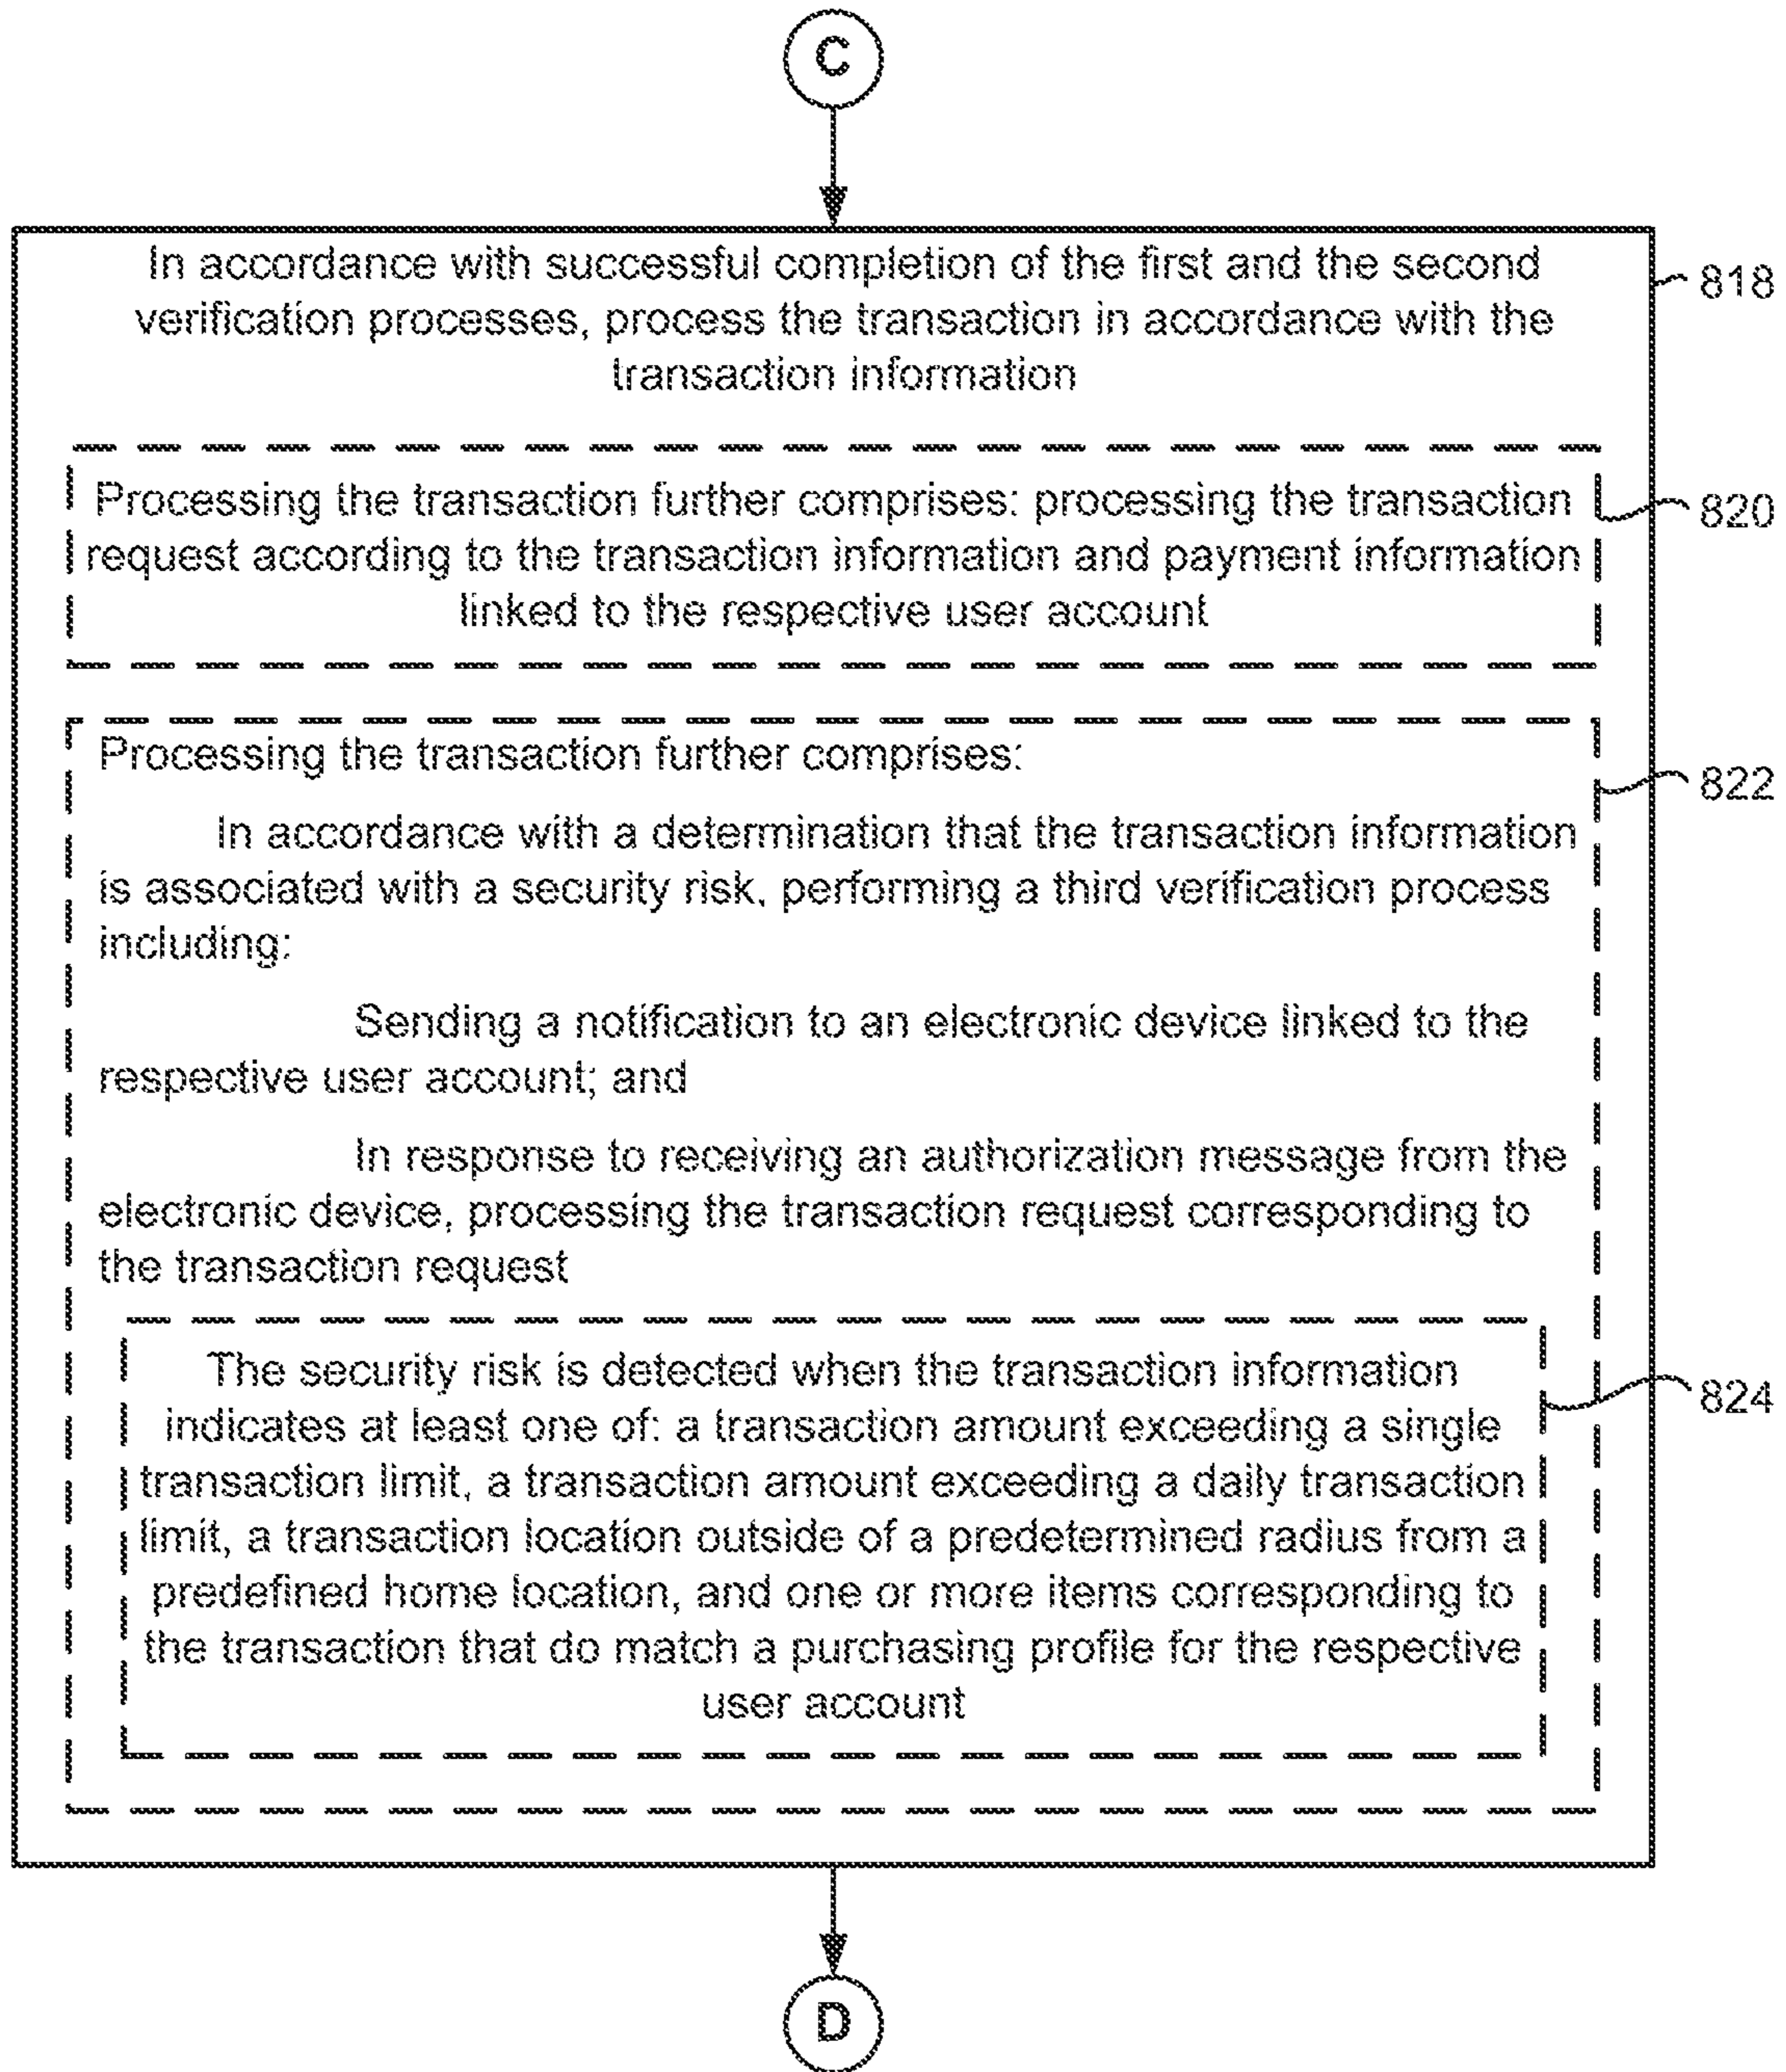 C
In accordance with successful completion of the first and the second
verification processes, process the transaction in accordance with the
transaction information
818
Processing the transaction further comprises: processing the transaction
request according to the transaction information and payment information
linked to the respective user account
820
Processing the transaction further comprises:
822
In accordance with a determination that the transaction information
is associated with a security risk, performing a third verification process
including:
Sending a notification to an electronic device linked to the
respective user account; and
In response to receiving an authorization message from the
electronic device, processing the transaction request corresponding to
the transaction request
The security risk is detected when the transaction information
indicates at least one of: a transaction amount exceeding a single
transaction limit, a transaction amount exceeding a daily transaction
limit, a transaction location outside of a predetermined radius from a
predefined home location, and one or more items corresponding to
the transaction that do match a purchasing profile for the respective
user account
824
D